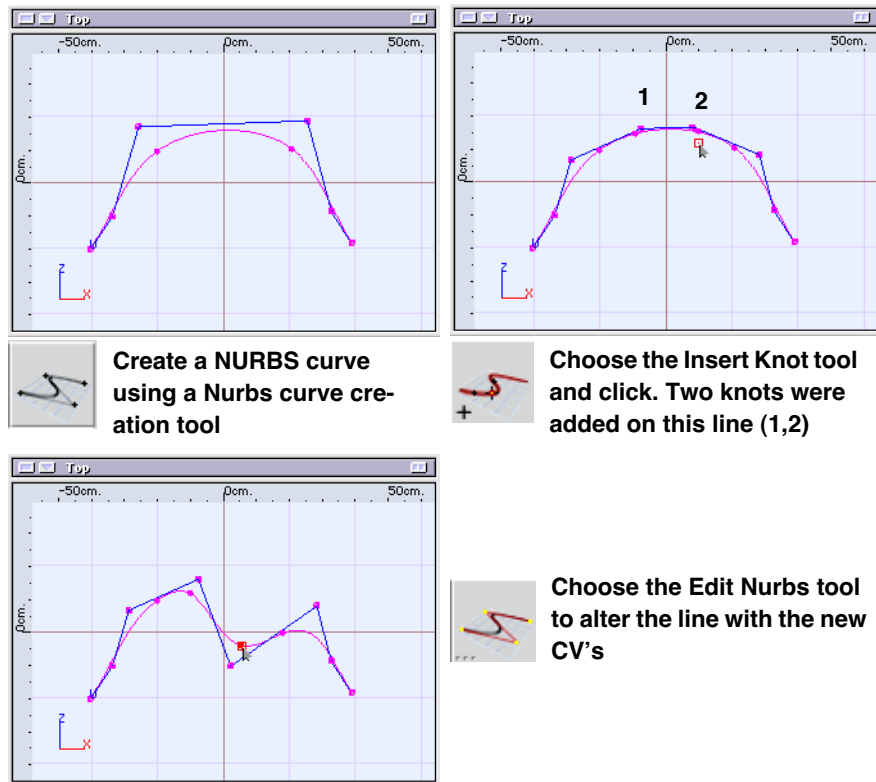 Top
-50cm. 0cm. 50cm.
0cm.
Z
X
Create a NURBS curve
using a Nurbs curve cre-
ation tool
Top
-50cm. 0cm. 50cm.
1 2
0cm.
Z
X
Choose the Insert Knot tool
and click. Two knots were
added on this line (1,2)
Top
-50cm. 0cm. 50cm.
0cm.
Z
X
Choose the Edit Nurbs tool
to alter the line with the new
CV's